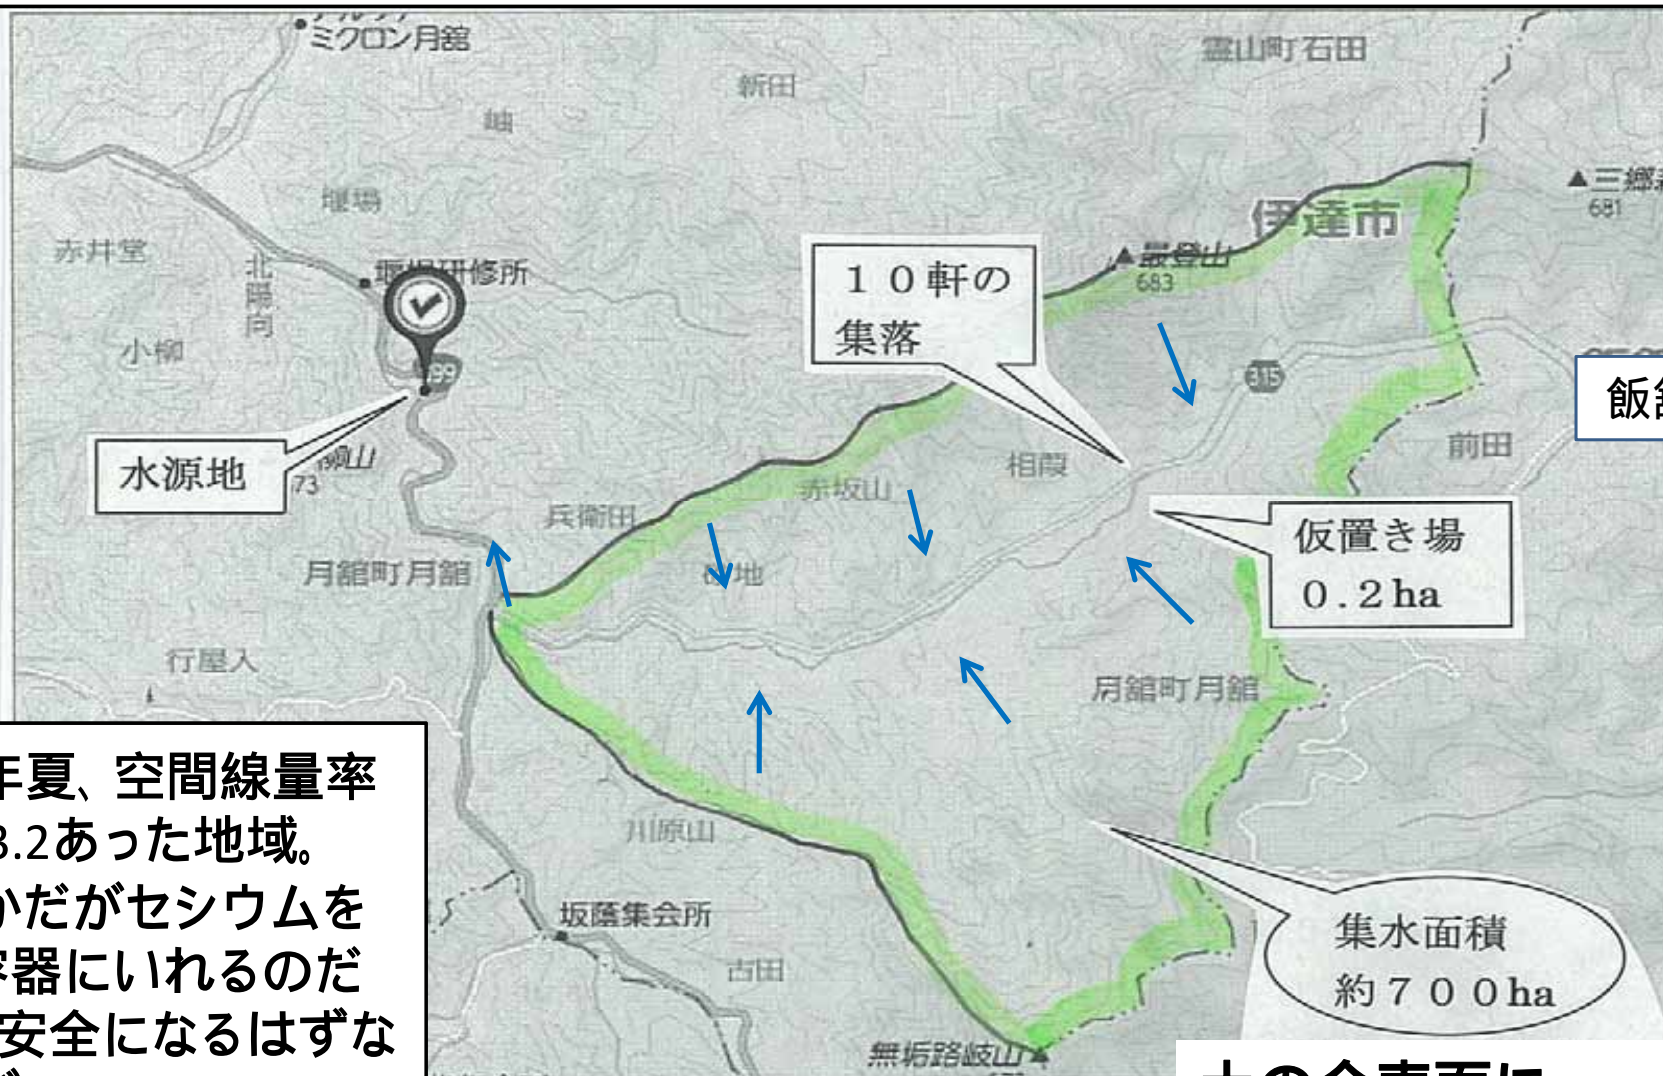 ミクロン月舘
霊山町石田
新田
岫
堰場
三郷
681
赤井堂
北陽向
伊達市
堰場研修所
最登山
683
10軒の
集落
小柳
315
飯舘
前田
水源地
73
相葭
赤坂山
兵衛田
仮置き場
0.2ha
月舘町月舘
行屋入
月舘町月舘
年夏、空間線量率
3.2あった地域。
かだがセシウムを
容器にいれるのだ
安全になるはずな
川原山
坂蔭集会所
古田
集水面積
約700ha
無垢路岐山